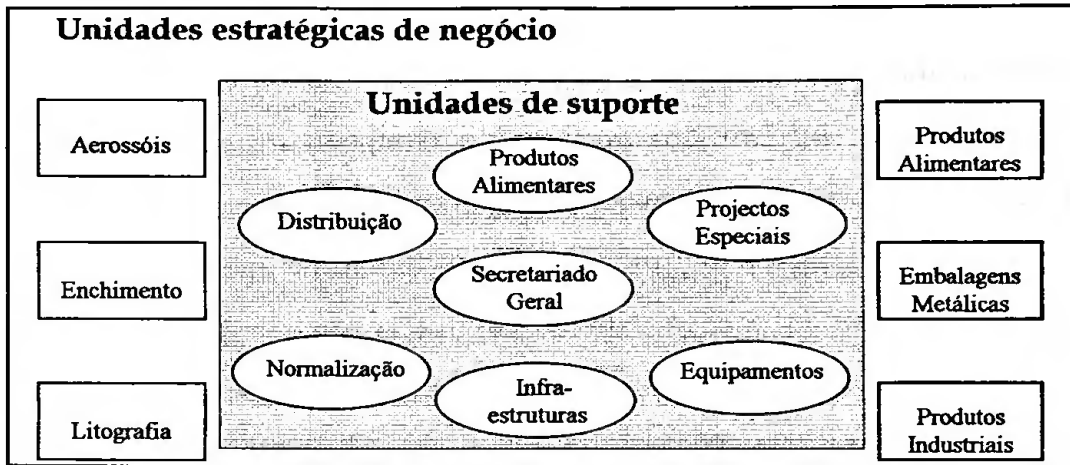 Unidades estratégicas de negócio
Unidades de suporte
Aerossóis
Produtos
Alimentares
Produtos
Alimentares
Distribuição
Projectos
Especiais
Enchimento
Secretariado
Geral
Embalagens
Metálicas
Normalização
Infra-
estruturas
Equipamentos
Litografia
Produtos
Industriais